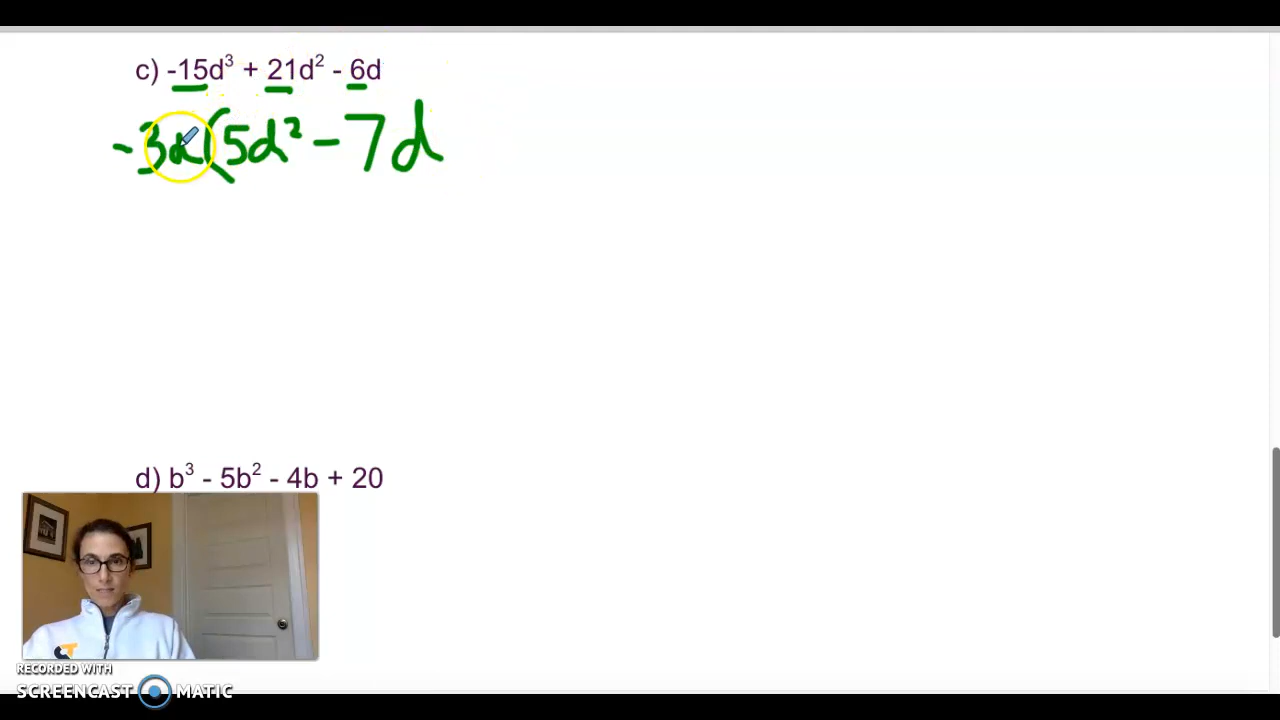 c) -15d³ + 21d² - 6d
-3d(5d² - 7d
d) b³ - 5b² - 4b + 20
RECORDED WITH
SCREENCAST MATIC